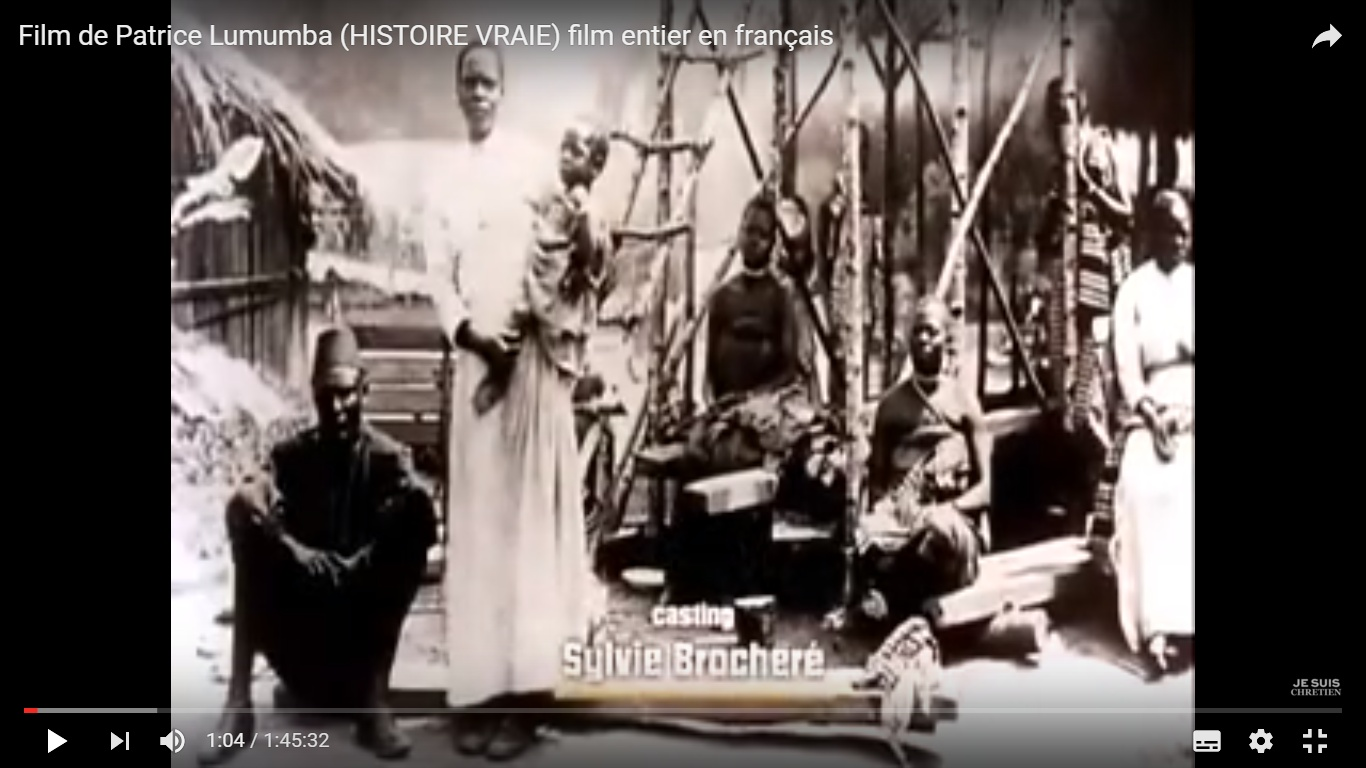 Film de Patrice Lumumba (HISTOIRE VRAIE) film entier en français
casting
Sylvie Brocheré
JE SUIS
CHRETIEN
1:04 / 1:45:32